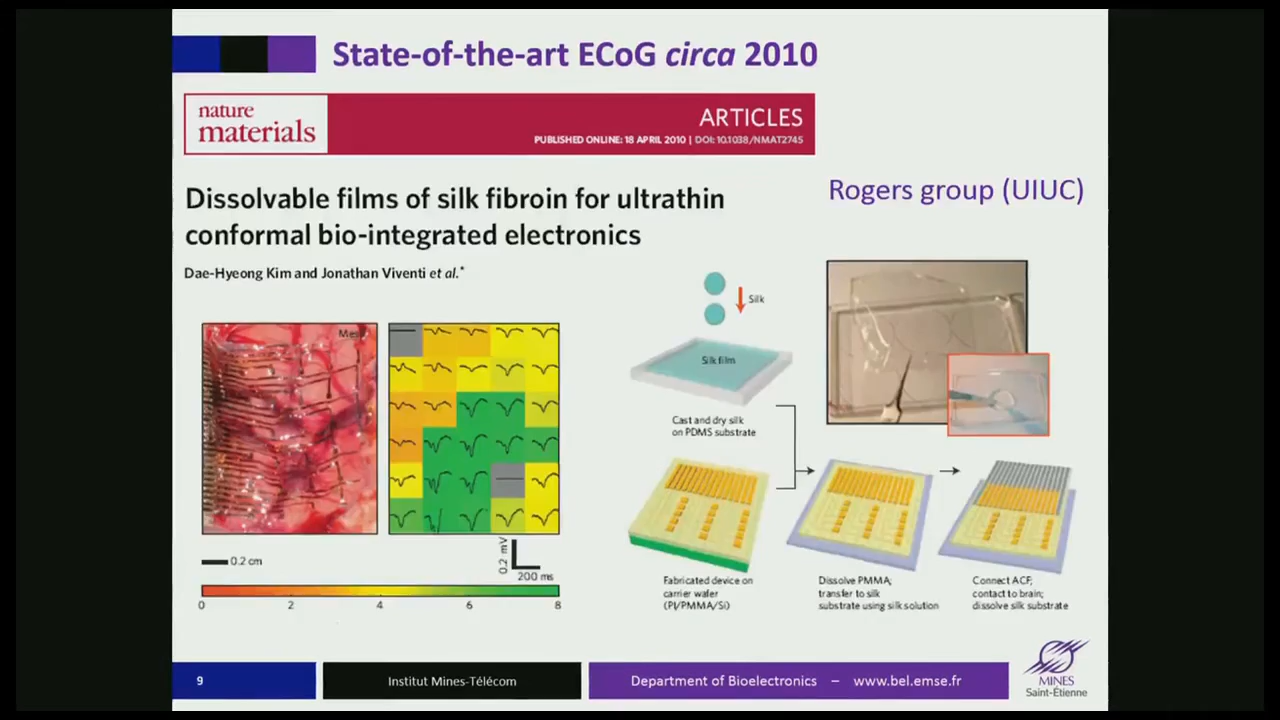 State-of-the-art ECoG circa 2010
nature
materials
ARTICLES
PUBLISHED ONLINE: 18 APRIL 2010 | DOI: 10.1038/NMAT2745
Rogers group (UIUC)
Dissolvable films of silk fibroin for ultrathin
conformal bio-integrated electronics
Dae-Hyeong Kim and Jonathan Viventi et al.*
Silk
Silk film
Cast and dry silk
on PDMS substrate
0.2 cm
0.2 mV
200 ms
0 2 4 6 8
Fabricated device on
carrier wafer
(PI/PMMA/Si)
Dissolve PMMA;
transfer to silk
substrate using silk solution
Connect ACF;
contact to brain;
dissolve silk substrate
9
Institut Mines-Télécom
Department of Bioelectronics – www.bel.emse.fr
MINES
Saint-Étienne